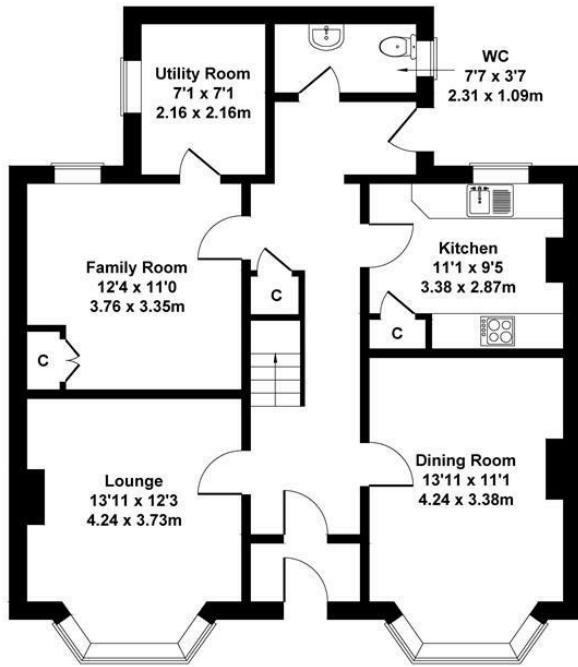 Utility Room
7'1 x 7'1
2.16 x 2.16m
WC
7'7 x 3'7
2.31 x 1.09m
Family Room
12'4 x 11'0
3.76 x 3.35m
Kitchen
11'1 x 9'5
3.38 x 2.87m
C
C
C
Lounge
13'11 x 12'3
4.24 x 3.73m
Dining Room
13'11 x 11'1
4.24 x 3.38m